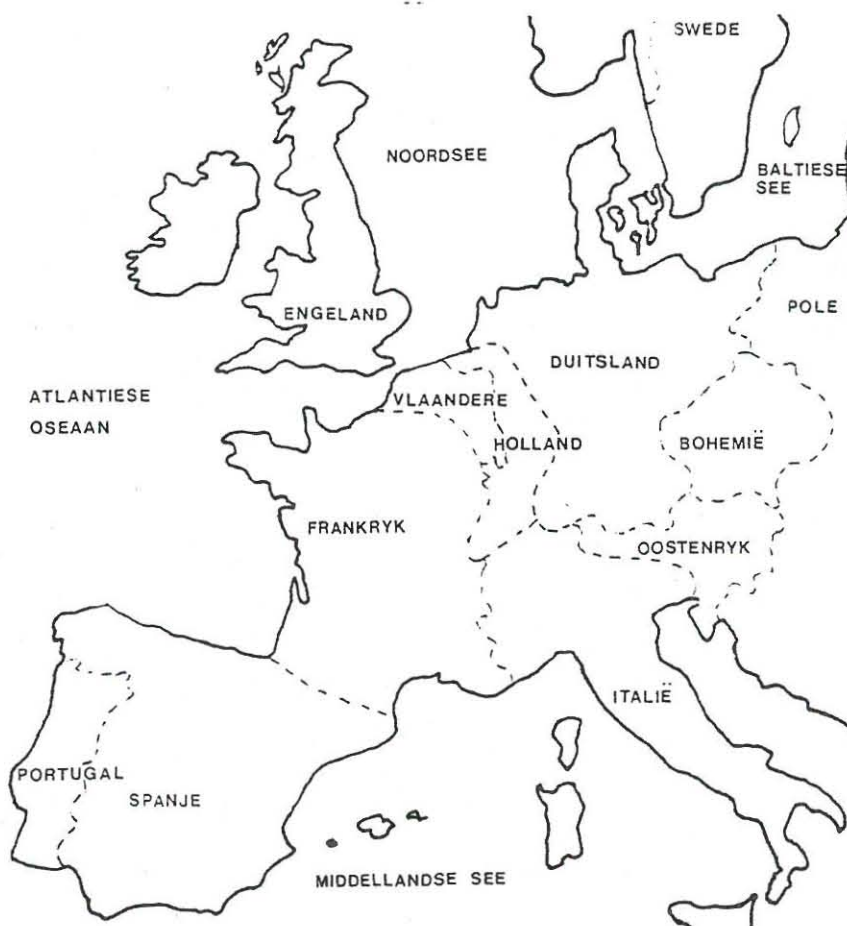 SWEDE
NOORDSEE
BALTIESE
SEE
ENGELAND
POLE
DUITSLAND
ATLANTIESE
OSEAAN
VLAANDERE
HOLLAND
BOHEMIË
FRANKRYK
OOSTENRYK
ITALIË
PORTUGAL
SPANJE
MIDDELLANDSE SEE